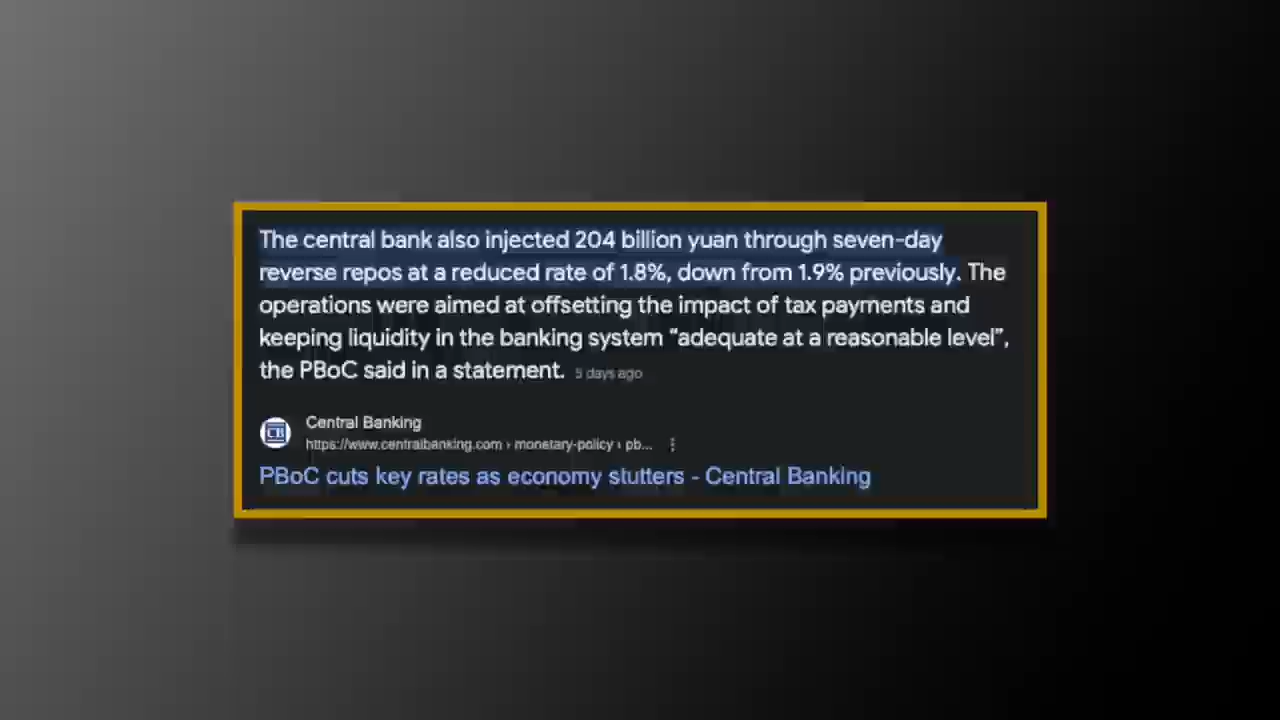 The central bank also injected 204 billion yuan through seven-day
reverse repos at a reduced rate of 1.8%, down from 1.9% previously. The
operations were aimed at offsetting the impact of tax payments and
keeping liquidity in the banking system “adequate at a reasonable level”,
the PBoC said in a statement. 5 days ago
CB
Central Banking
https://www.centralbanking.com › monetary-policy › pb...
PBoC cuts key rates as economy stutters - Central Banking